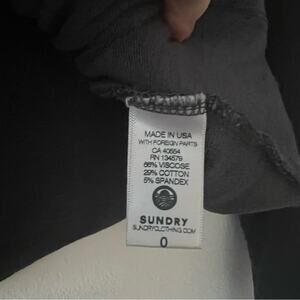 MADE IN USA
WITH FOREIGN PARTS
CA 40554
RN 134579
66% VISCOSE
29% COTTON
5% SPANDEX
SUNDRY
SUNDRYCLOTHING.COM
0